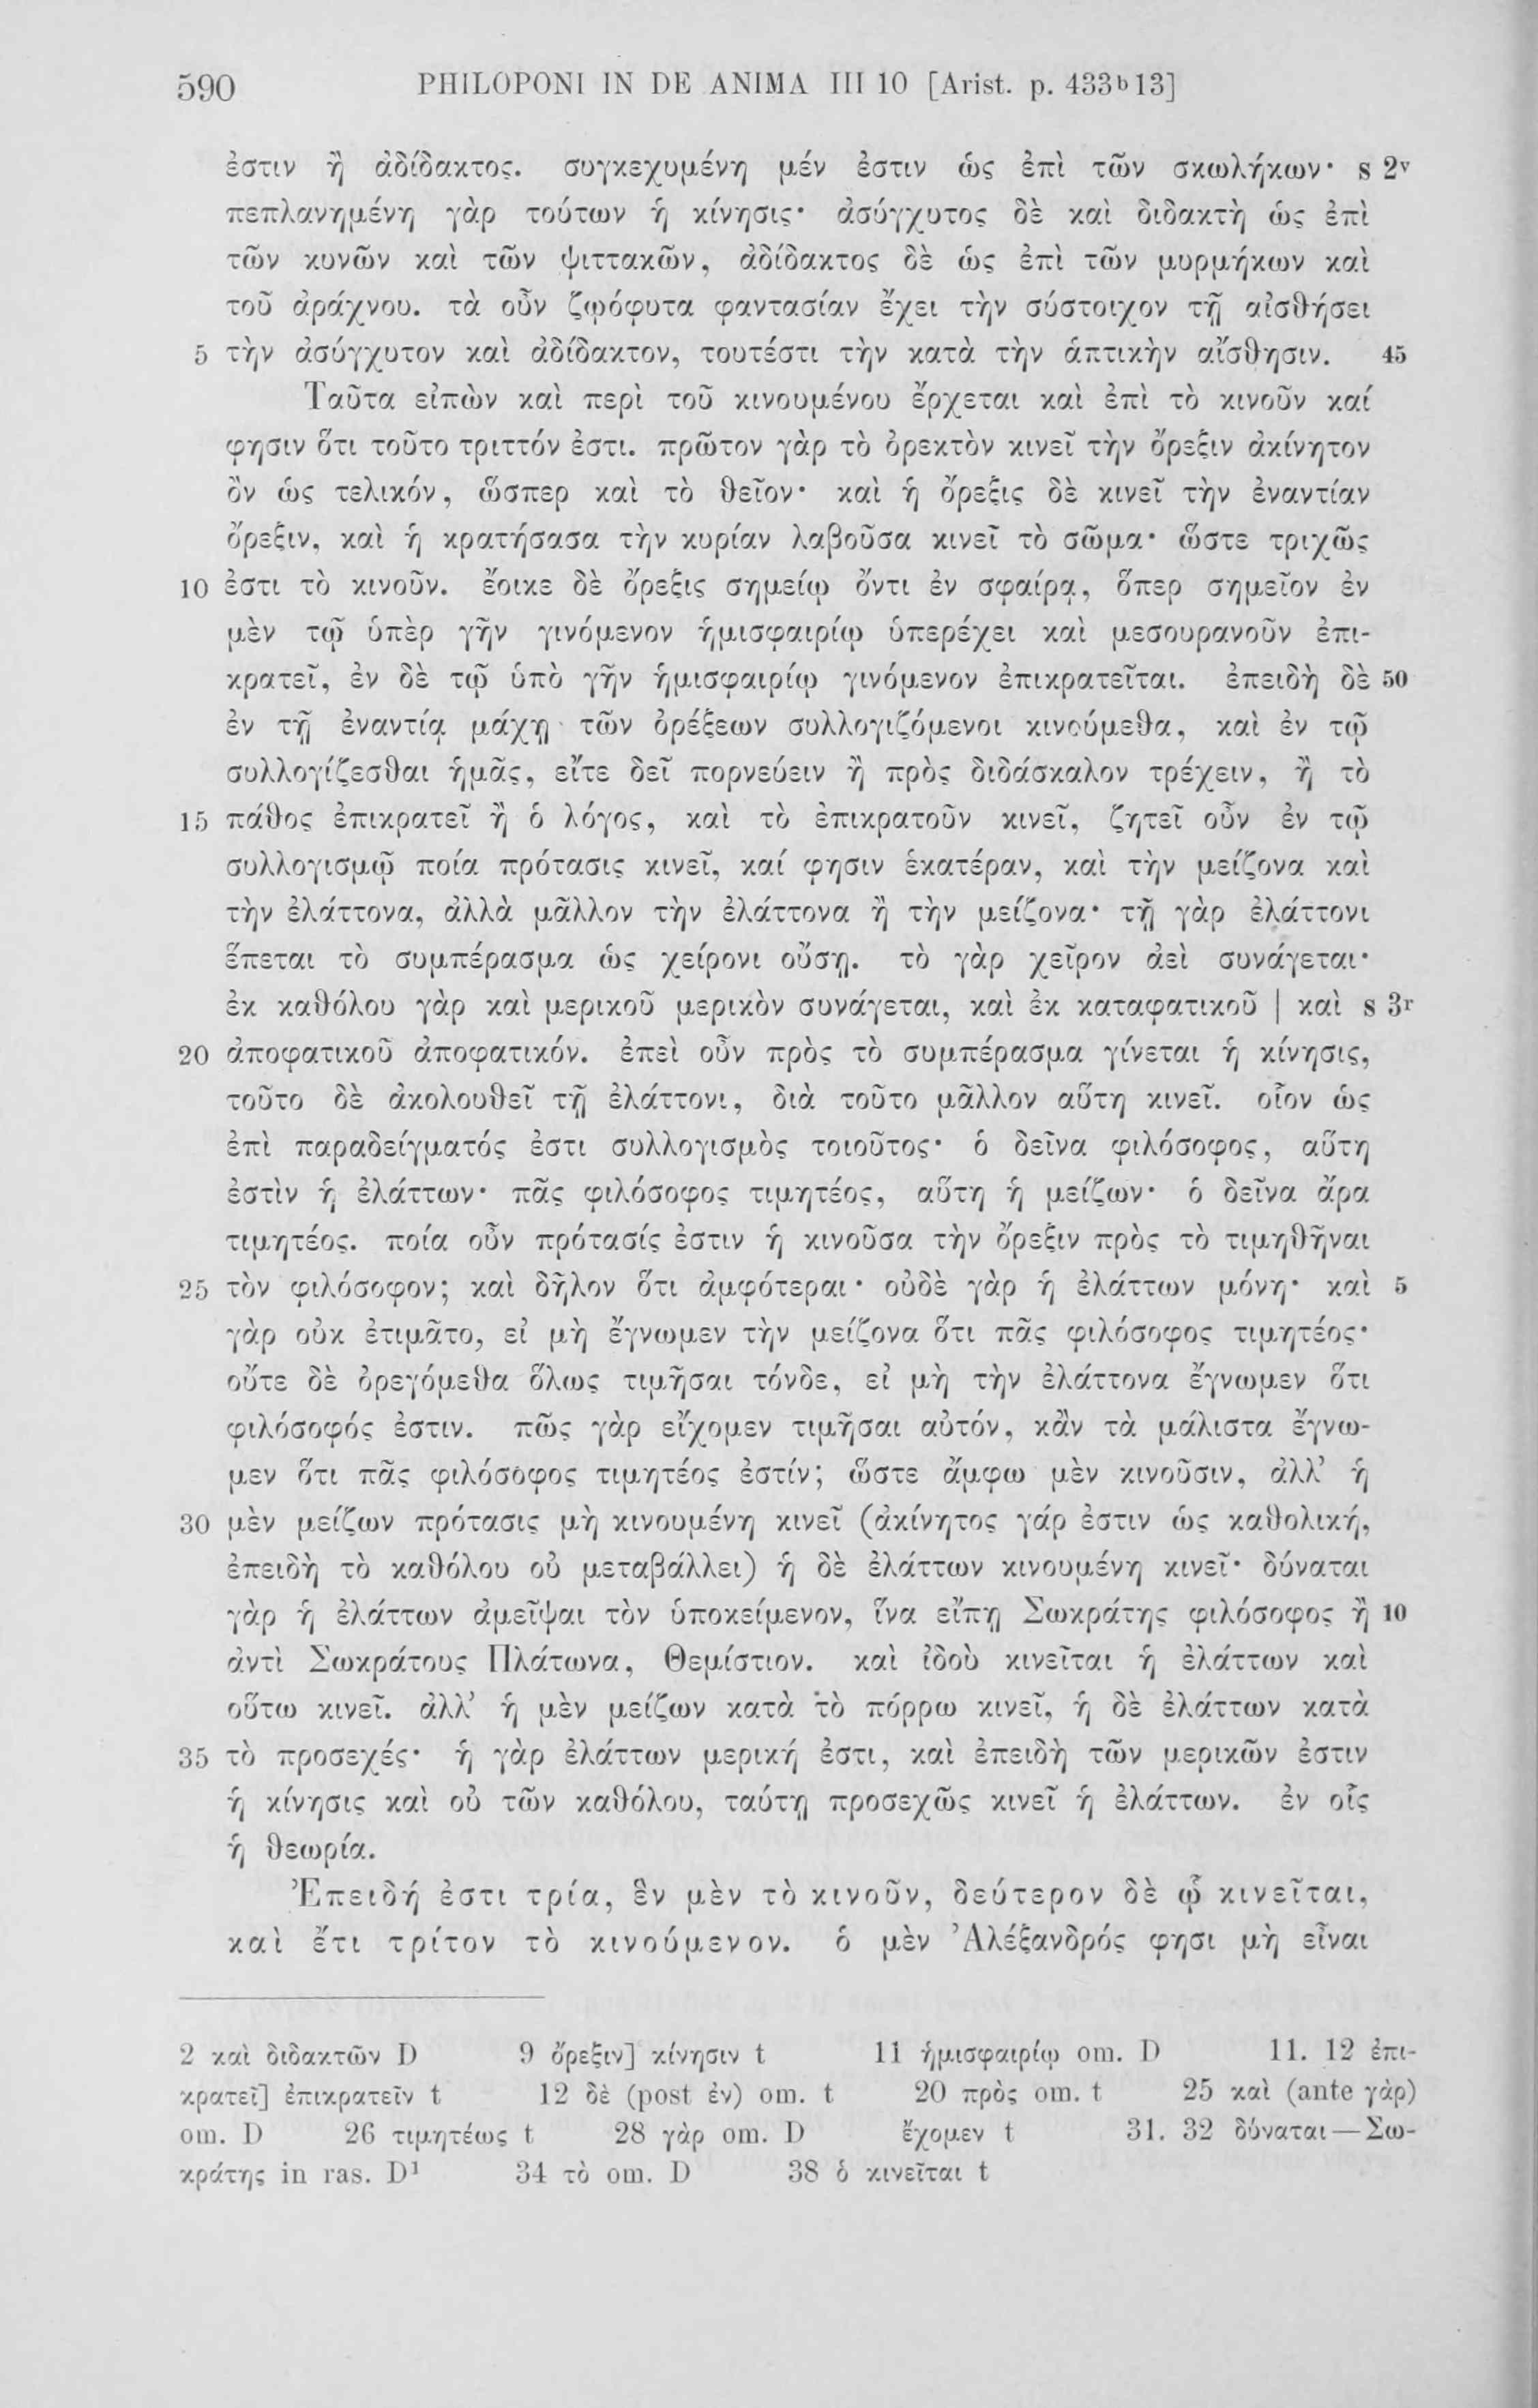 590 PHILOPONI IN DE ANIMA III 10 [Arist. p. 433ᵇ13]
ἐστιν ἢ ἀδίδακτος. συγκεχυμένη μέν ἐστιν ὡς ἐπὶ τῶν σκωλήκων· s 2ᵛ
πεπλανημένη γὰρ τούτων ἡ κίνησις· ἀσύγχυτος δὲ καὶ διδακτὴ ὡς ἐπὶ
τῶν κυνῶν καὶ τῶν ψιττακῶν, ἀδίδακτος δὲ ὡς ἐπὶ τῶν μυρμήκων καὶ
τοῦ ἀράχνου. τὰ οὖν ζῳόφυτα φαντασίαν ἔχει τὴν σύστοιχον τῇ αἰσθήσει
5 τὴν ἀσύγχυτον καὶ ἀδίδακτον, τουτέστι τὴν κατὰ τὴν ἁπτικὴν αἴσθησιν. 45
Ταῦτα εἰπὼν καὶ περὶ τοῦ κινουμένου ἔρχεται καὶ ἐπὶ τὸ κινοῦν καί
φησιν ὅτι τοῦτο τριττόν ἐστι. πρῶτον γὰρ τὸ ὀρεκτὸν κινεῖ τὴν ὄρεξιν ἀκίνητον
ὂν ὡς τελικόν, ὥσπερ καὶ τὸ θεῖον· καὶ ἡ ὄρεξις δὲ κινεῖ τὴν ἐναντίαν
ὄρεξιν, καὶ ἡ κρατήσασα τὴν κυρίαν λαβοῦσα κινεῖ τὸ σῶμα· ὥστε τριχῶς
10 ἐστι τὸ κινοῦν. ἔοικε δὲ ὄρεξις σημείῳ ὄντι ἐν σφαίρᾳ, ὅπερ σημεῖον ἐν
μὲν τῷ ὑπὲρ γῆν γινόμενον ἡμισφαιρίῳ ὑπερέχει καὶ μεσουρανοῦν ἐπι-
κρατεῖ, ἐν δὲ τῷ ὑπὸ γῆν ἡμισφαιρίῳ γινόμενον ἐπικρατεῖται. ἐπειδὴ δὲ 50
ἐν τῇ ἐναντίᾳ μάχῃ τῶν ὀρέξεων συλλογιζόμενοι κινούμεθα, καὶ ἐν τῷ
συλλογίζεσθαι ἡμᾶς, εἴτε δεῖ πορνεύειν ἢ πρὸς διδάσκαλον τρέχειν, ἢ τὸ
15 πάθος ἐπικρατεῖ ἢ ὁ λόγος, καὶ τὸ ἐπικρατοῦν κινεῖ, ζητεῖ οὖν ἐν τῷ
συλλογισμῷ ποία πρότασις κινεῖ, καί φησιν ἑκατέραν, καὶ τὴν μείζονα καὶ
τὴν ἐλάττονα, ἀλλὰ μᾶλλον τὴν ἐλάττονα ἢ τὴν μείζονα· τῇ γὰρ ἐλάττονι
ἕπεται τὸ συμπέρασμα ὡς χείρονι οὔσῃ. τὸ γὰρ χεῖρον ἀεὶ συνάγεται·
ἐκ καθόλου γὰρ καὶ μερικοῦ μερικὸν συνάγεται, καὶ ἐκ καταφατικοῦ | καὶ s 3ʳ
20 ἀποφατικοῦ ἀποφατικόν. ἐπεὶ οὖν πρὸς τὸ συμπέρασμα γίνεται ἡ κίνησις,
τοῦτο δὲ ἀκολουθεῖ τῇ ἐλάττονι, διὰ τοῦτο μᾶλλον αὕτη κινεῖ. οἷον ὡς
ἐπὶ παραδείγματός ἐστι συλλογισμὸς τοιοῦτος· ὁ δεῖνα φιλόσοφος, αὕτη
ἐστὶν ἡ ἐλάττων· πᾶς φιλόσοφος τιμητέος, αὕτη ἡ μείζων· ὁ δεῖνα ἄρα
τιμητέος. ποία οὖν πρότασίς ἐστιν ἡ κινοῦσα τὴν ὄρεξιν πρὸς τὸ τιμηθῆναι
25 τὸν φιλόσοφον; καὶ δῆλον ὅτι ἀμφότεραι· οὐδὲ γὰρ ἡ ἐλάττων μόνη· καὶ 5
γὰρ οὐκ ἐτιμᾶτο, εἰ μὴ ἔγνωμεν τὴν μείζονα ὅτι πᾶς φιλόσοφος τιμητέος·
οὔτε δὲ ὀρεγόμεθα ὅλως τιμῆσαι τόνδε, εἰ μὴ τὴν ἐλάττονα ἔγνωμεν ὅτι
φιλόσοφός ἐστιν. πῶς γὰρ εἴχομεν τιμῆσαι αὐτόν, κἂν τὰ μάλιστα ἔγνω-
μεν ὅτι πᾶς φιλόσοφος τιμητέος ἐστίν; ὥστε ἄμφω μὲν κινοῦσιν, ἀλλ’ ἡ
30 μὲν μείζων πρότασις μὴ κινουμένη κινεῖ (ἀκίνητος γάρ ἐστιν ὡς καθολική,
ἐπειδὴ τὸ καθόλου οὐ μεταβάλλει) ἡ δὲ ἐλάττων κινουμένη κινεῖ· δύναται
γὰρ ἡ ἐλάττων ἀμεῖψαι τὸν ὑποκείμενον, ἵνα εἴπῃ Σωκράτης φιλόσοφος ἢ 10
ἀντὶ Σωκράτους Πλάτωνα, Θεμίστιον. καὶ ἰδοὺ κινεῖται ἡ ἐλάττων καὶ
οὕτω κινεῖ. ἀλλ’ ἡ μὲν μείζων κατὰ τὸ πόρρω κινεῖ, ἡ δὲ ἐλάττων κατὰ
35 τὸ προσεχές· ἡ γὰρ ἐλάττων μερική ἐστι, καὶ ἐπειδὴ τῶν μερικῶν ἐστιν
ἡ κίνησις καὶ οὐ τῶν καθόλου, ταύτῃ προσεχῶς κινεῖ ἡ ἐλάττων. ἐν οἷς
ἡ θεωρία.
Ἐπειδή ἐστι τρία, ἓν μὲν τὸ κινοῦν, δεύτερον δὲ ᾧ κινεῖται,
καὶ ἔτι τρίτον τὸ κινούμενον. ὁ μὲν Ἀλέξανδρός φησι μὴ εἶναι
2 καὶ διδακτῶν D 9 ὄρεξιν] κίνησιν t 11 ἡμισφαιρίῳ om. D 11. 12 ἐπι-
κρατεῖ] ἐπικρατεῖν t 12 δὲ (post ἐν) om. t 20 πρὸς om. t 25 καὶ (ante γὰρ)
om. D 26 τιμητέως t 28 γὰρ om. D ἔχομεν t 31. 32 δύναται—Σω-
κράτης in ras. D¹ 34 τὸ om. D 38 ὁ κινεῖται t